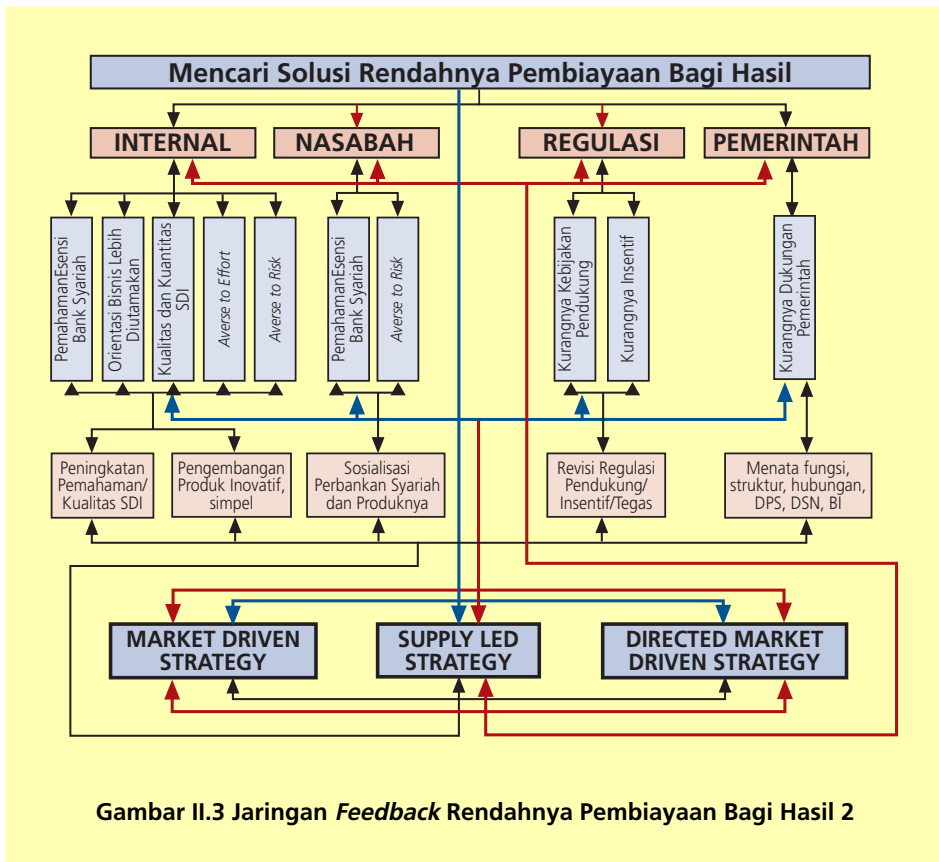 Mencari Solusi Rendahnya Pembiayaan Bagi Hasil
INTERNAL
NASABAH
REGULASI
PEMERINTAH
PemahamanEsensi
Bank Syariah
Orientasi Bisnis Lebih
Diutamakan
Kualitas dan Kuantitas
SDI
Averse to Effort
Averse to Risk
PemahamanEsensi
Bank Syariah
Averse to Risk
Kurangnya Kebijakan
Pendukung
Kurangnya Insentif
Kurangnya Dukungan
Pemerintah
Peningkatan
Pemahaman/
Kualitas SDI
Pengembangan
Produk Inovatif,
simpel
Sosialisasi
Perbankan Syariah
dan Produknya
Revisi Regulasi
Pendukung/
Insentif/Tegas
Menata fungsi,
struktur, hubungan,
DPS, DSN, BI
MARKET DRIVEN
STRATEGY
SUPPLY LED
STRATEGY
DIRECTED MARKET
DRIVEN STRATEGY
Gambar II.3 Jaringan Feedback Rendahnya Pembiayaan Bagi Hasil 2